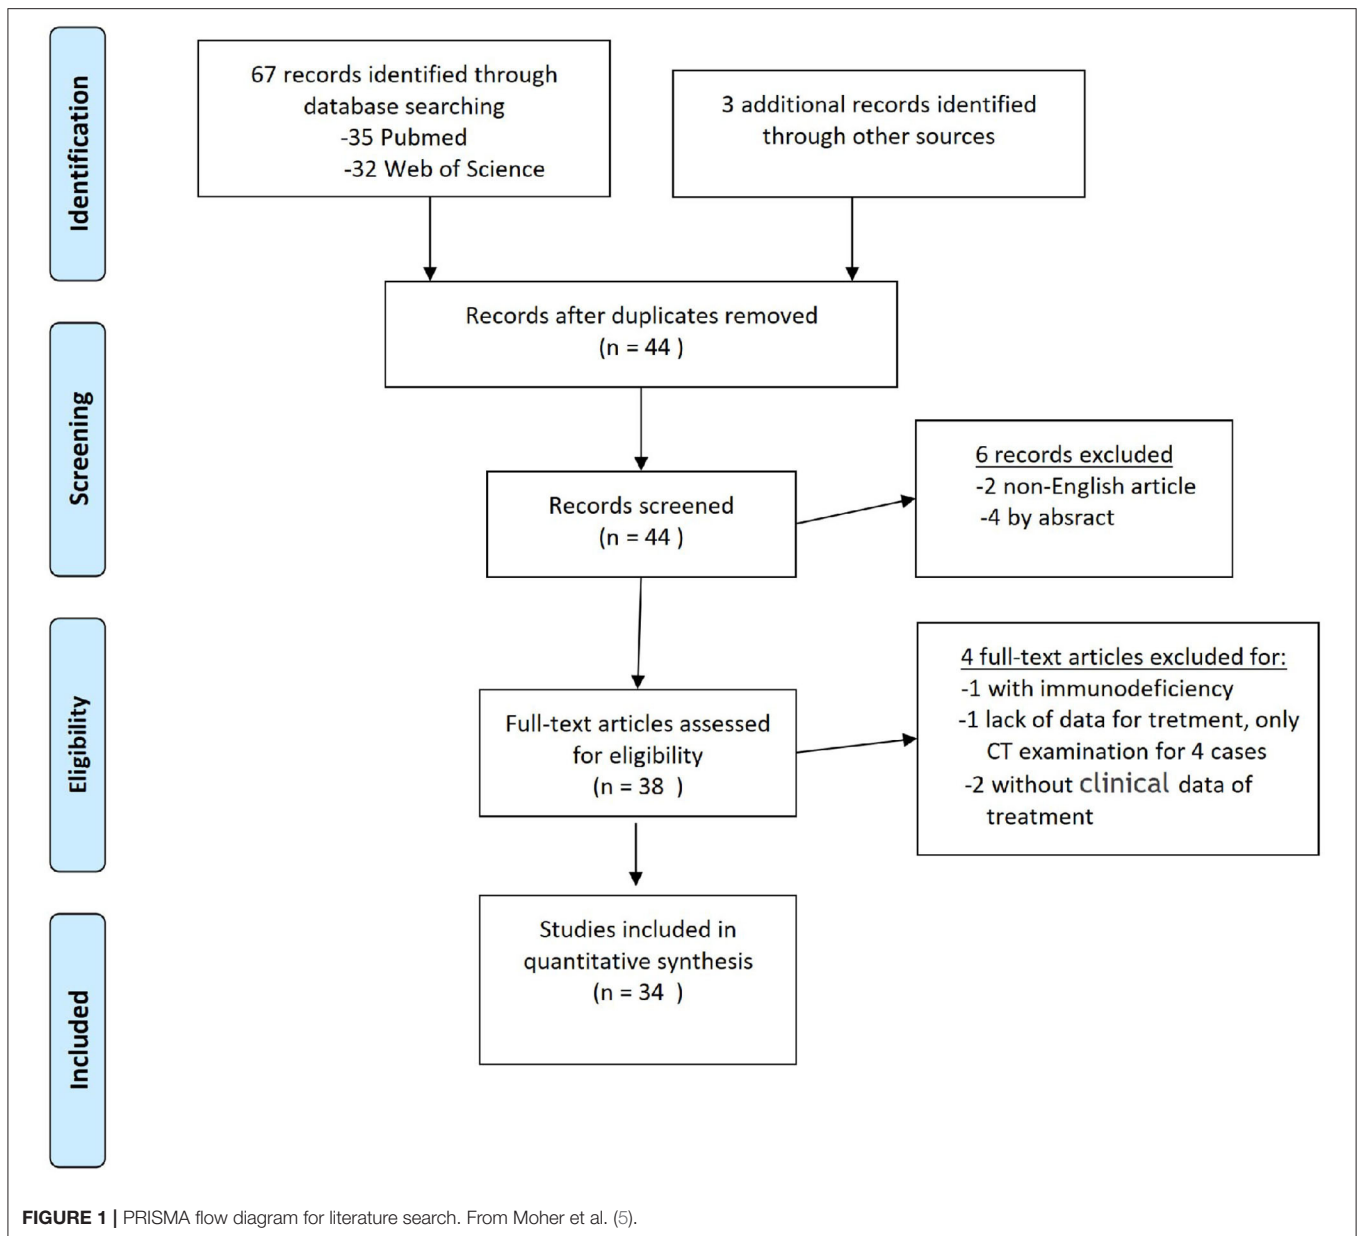 Identification
67 records identified through
database searching
-35 Pubmed
-32 Web of Science
3 additional records identified
through other sources
Records after duplicates removed
(n = 44 )
Screening
Records screened
(n = 44 )
6 records excluded
-2 non-English article
-4 by absract
Eligibility
Full-text articles assessed
for eligibility
(n = 38 )
4 full-text articles excluded for:
-1 with immunodeficiency
-1 lack of data for tretment, only
CT examination for 4 cases
-2 without clinical data of
treatment
Included
Studies included in
quantitative synthesis
(n = 34 )
FIGURE 1 | PRISMA flow diagram for literature search. From Moher et al. (5).